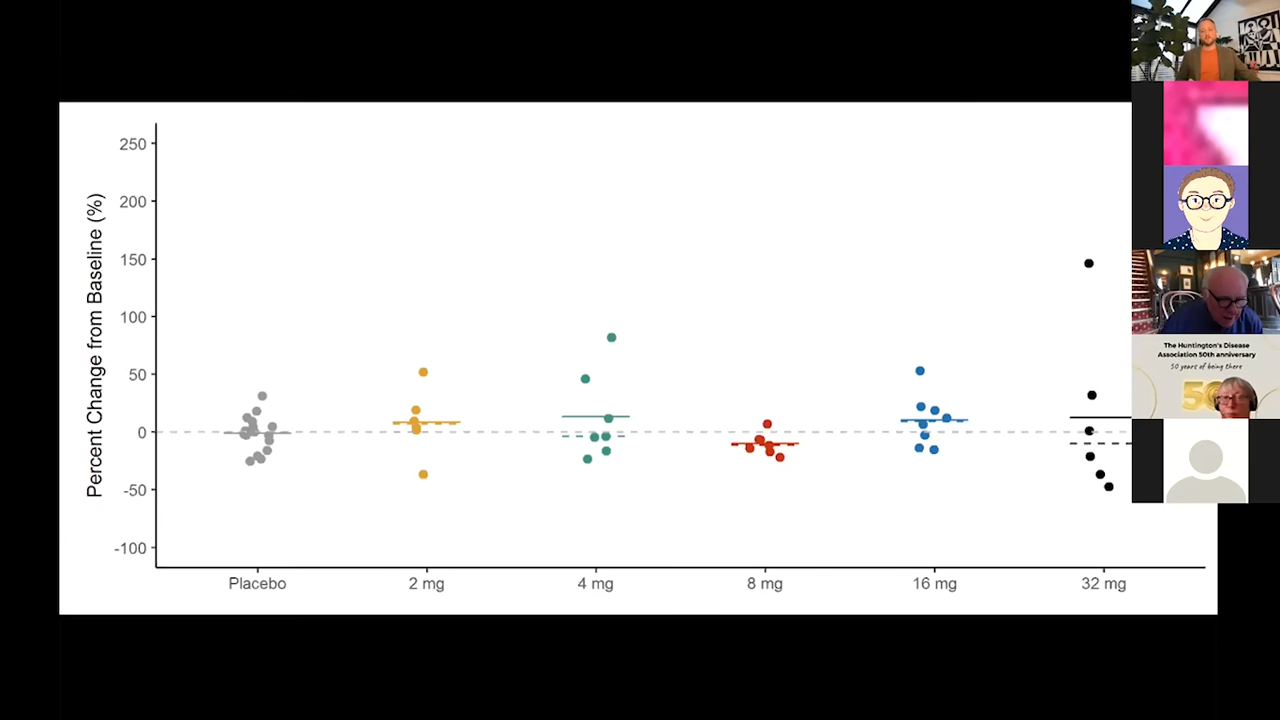 Percent Change from Baseline (%)
250
200
150
100
50
0
-50
-100
Placebo
2 mg
4 mg
8 mg
16 mg
32 mg
The Huntington's Disease
Association 50th anniversary
50 years of being there